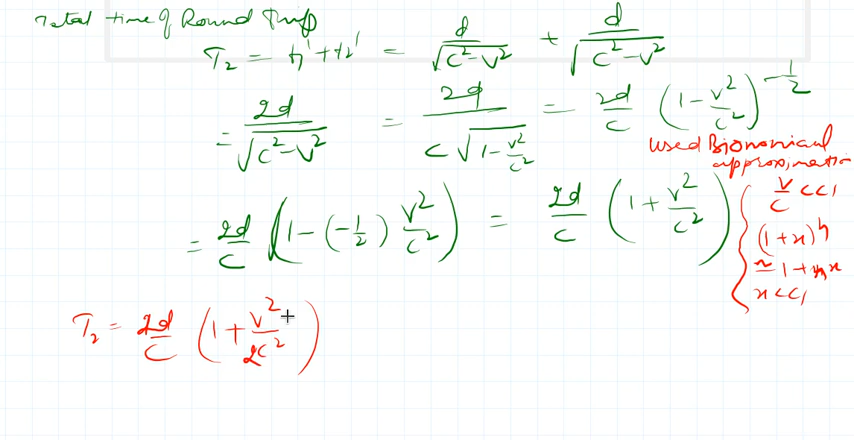 Total time of Round Trip
T₂ = t₁' + t₂' = d/√(c²-v²) + d/√(c²-v²)
= 2d/√(c²-v²) = 2d/(c√(1-v²/c²)) = 2d/c (1-v²/c²)^(-1/2)
used Bionomical
approximation
= 2d/c (1-(-1/2) v²/c²) = 2d/c (1+v²/c²)
v/c <<1
(1+x)ⁿ
≃1+nx
x<<1
T₂ = 2d/c (1+v²/2c²)